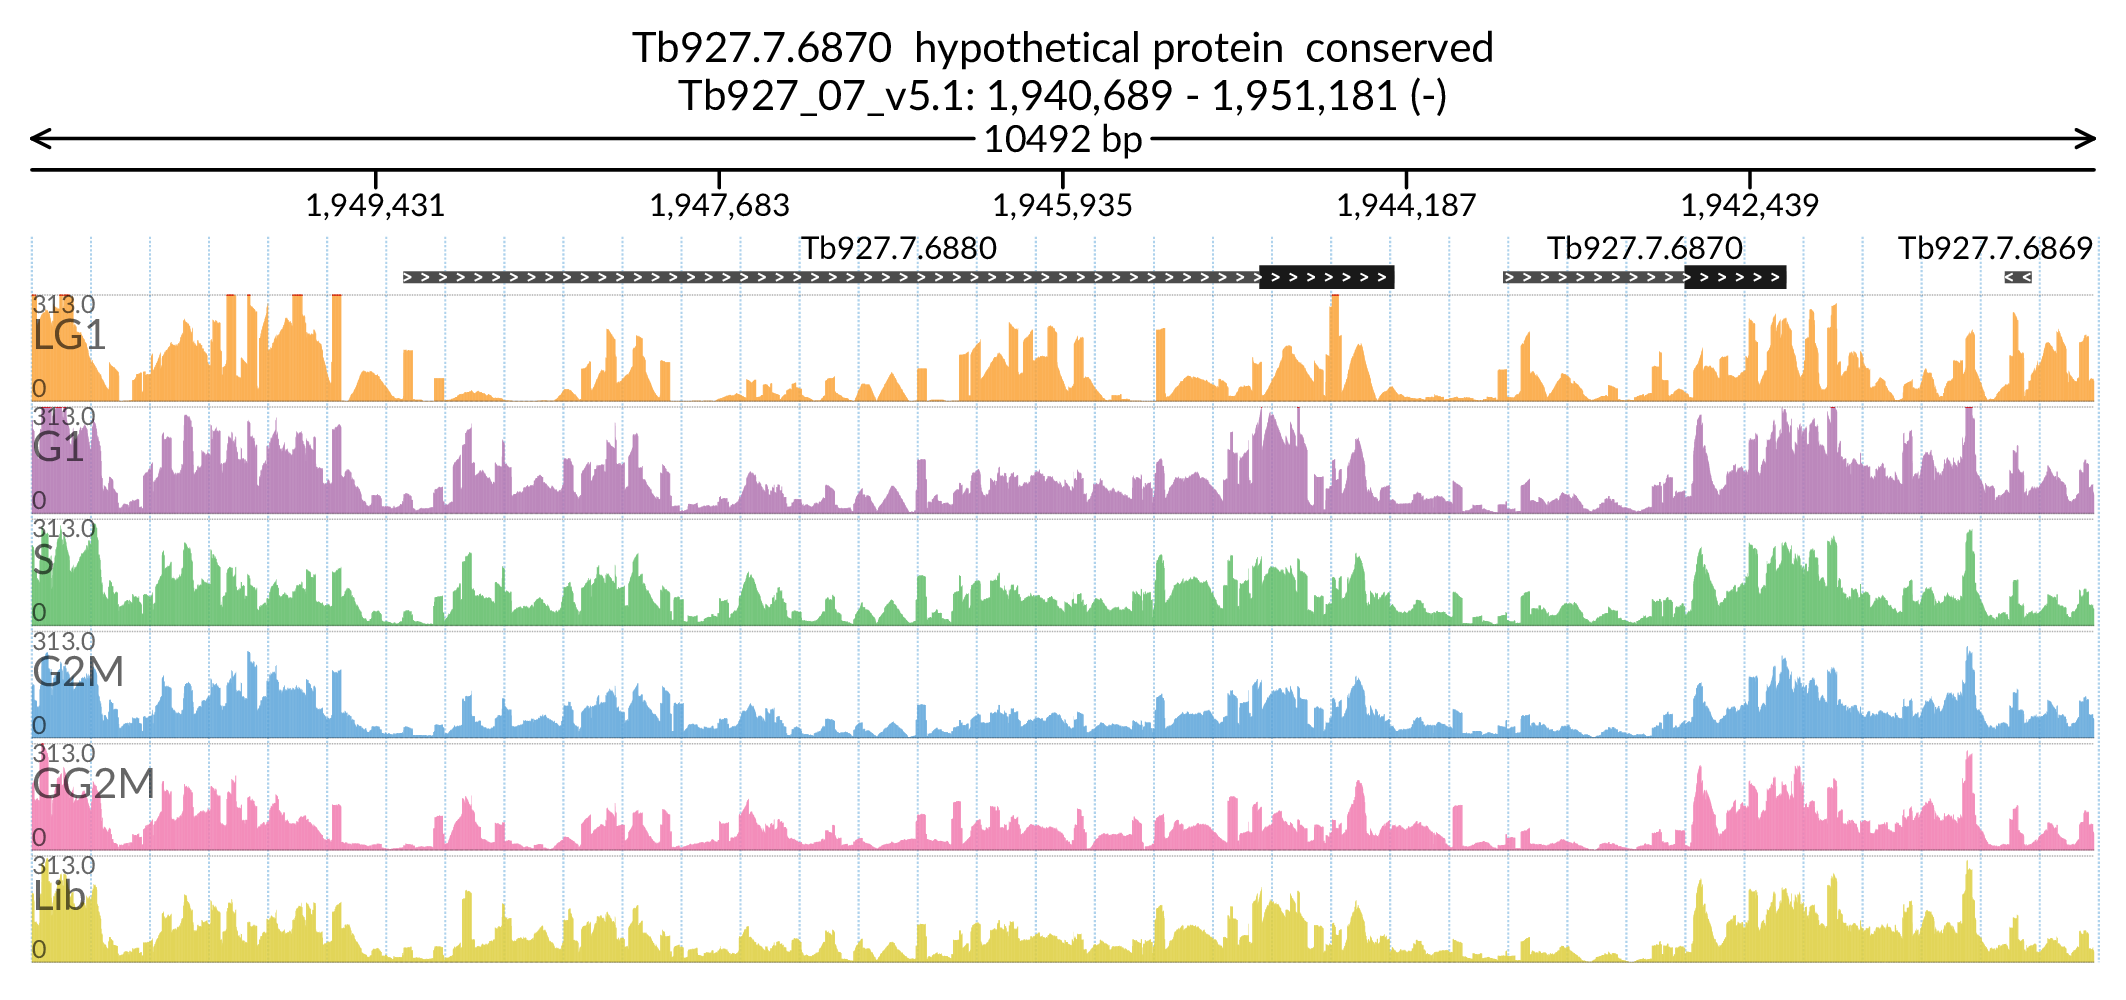 Tb927.7.6870 hypothetical protein conserved
Tb927_07_v5.1: 1,940,689 - 1,951,181 (-)
10492 bp
1,949,431 1,947,683 1,945,935 1,944,187 1,942,439
Tb927.7.6880 Tb927.7.6870 Tb927.7.6869
313.0
LG1
0
313.0
G1
0
313.0
S
0
313.0
G2M
0
313.0
GG2M
0
313.0
Lib
0